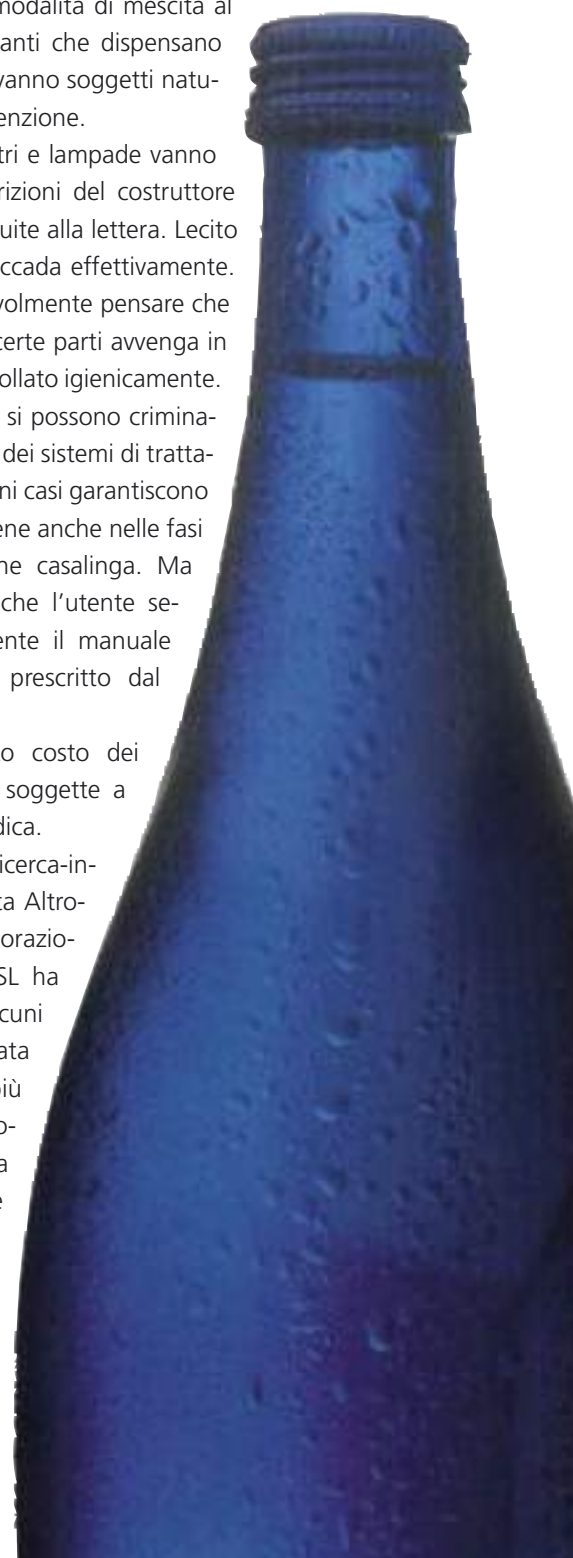 modalità di mescita al
anti che dispensano
vanno soggetti natu-
enzione.
tri e lampade vanno
rizioni del costruttore
uite alla lettera. Lecito
ccada effettivamente.
volmente pensare che
certe parti avvenga in
ollato igienicamente.
si possono crimina-
dei sistemi di tratta-
ni casi garantiscono
ene anche nelle fasi
ne casalinga. Ma
che l’utente se-
ente il manuale
prescritto dal
o costo dei
soggette a
dica.
icerca-in-
ta Altro-
orazio-
SL ha
cuni
ata
più
o-
a
e